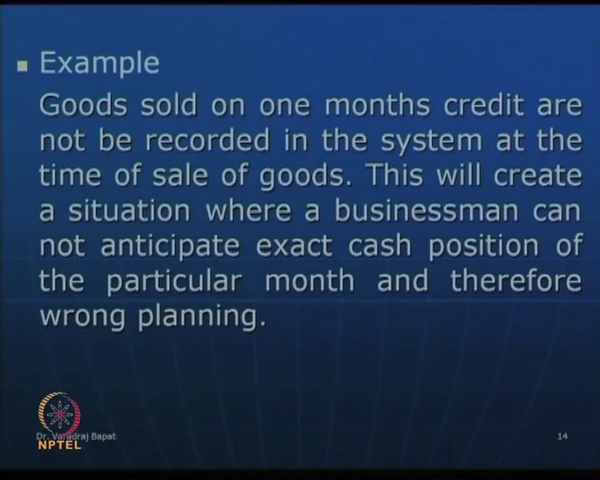 Example
Goods sold on one months credit are
not be recorded in the system at the
time of sale of goods. This will create
a situation where a businessman can
not anticipate exact cash position of
the particular month and therefore
wrong planning.
Dr. Varadraj Bapat
14
NPTEL